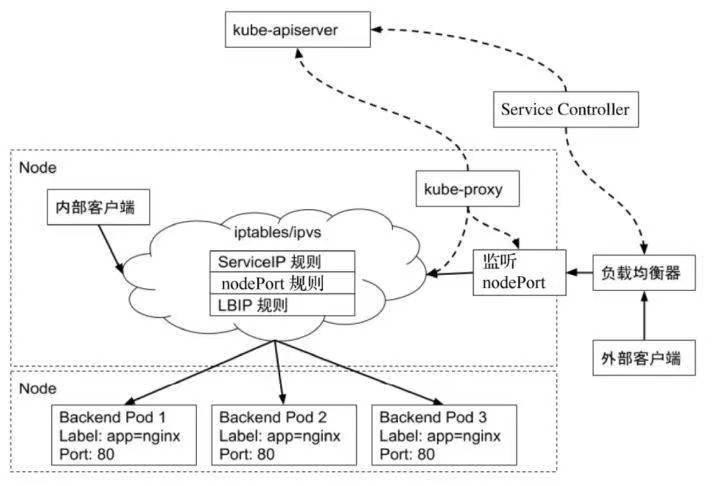 kube-apiserver
Service Controller
Node
kube-proxy
内部客户端
iptables/ipvs
ServiceIP 规则
nodePort 规则
LBIP 规则
监听
nodePort
负载均衡器
外部客户端
Node
Backend Pod 1
Label: app=nginx
Port: 80
Backend Pod 2
Label: app=nginx
Port: 80
Backend Pod 3
Label: app=nginx
Port: 80